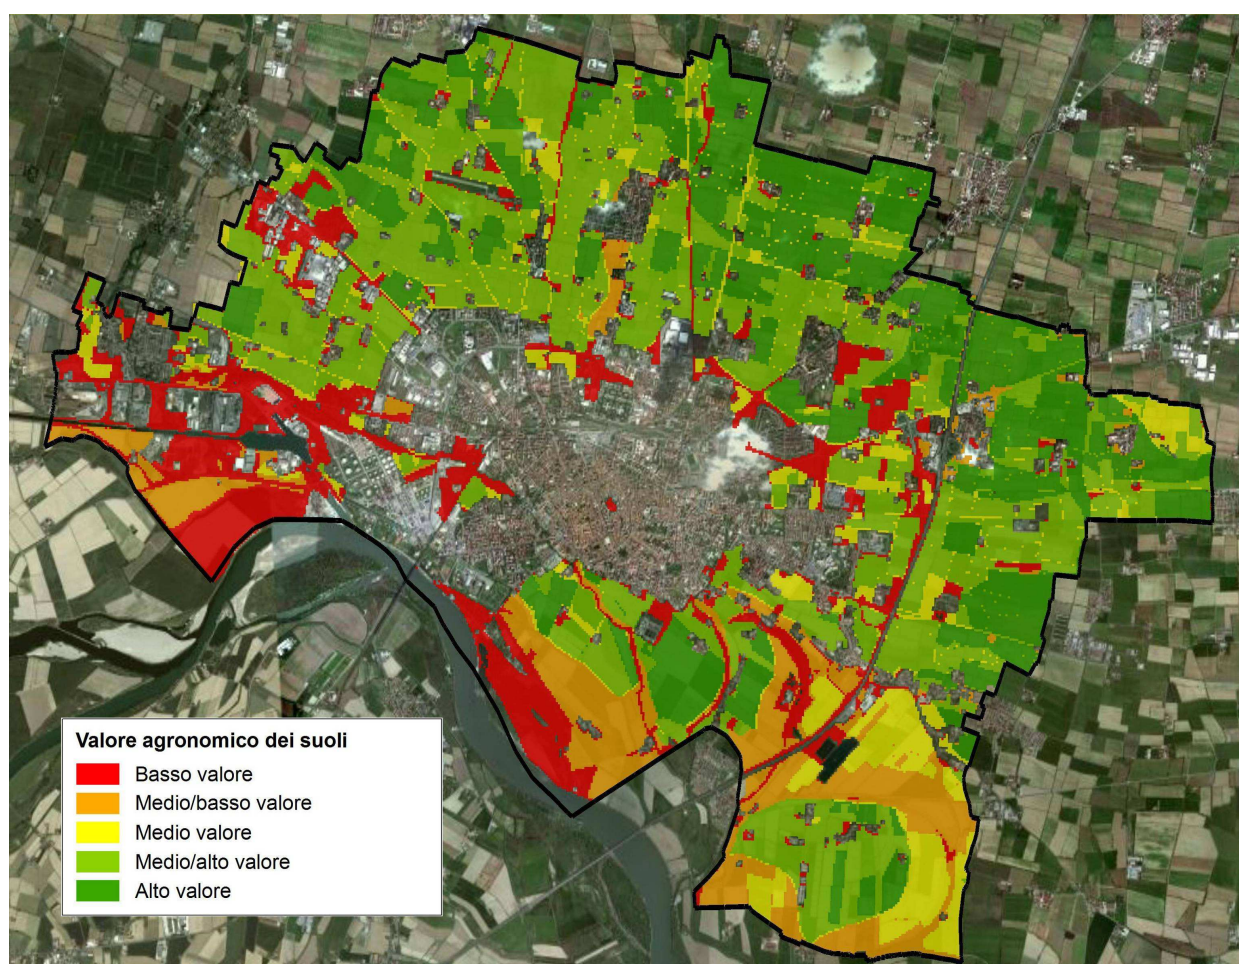 Valore agronomico dei suoli
Basso valore
Medio/basso valore
Medio valore
Medio/alto valore
Alto valore